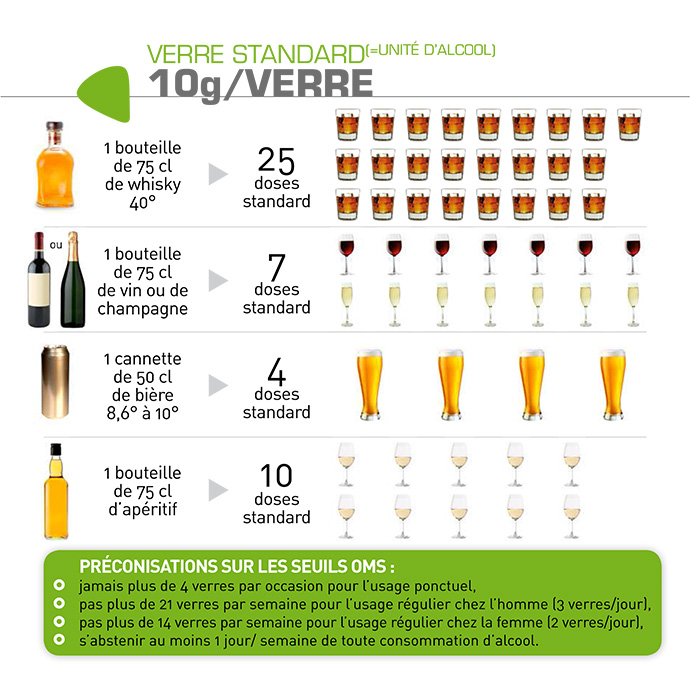 VERRE STANDARD(=UNITÉ D'ALCOOL)
10g/VERRE
1 bouteille
de 75 cl
de whisky
40°
25
doses
standard
ou
1 bouteille
de 75 cl
de vin ou de
champagne
7
doses
standard
1 cannette
de 50 cl
de bière
8,6° à 10°
4
doses
standard
1 bouteille
de 75 cl
d'apéritif
10
doses
standard
PRÉCONISATIONS SUR LES SEUILS OMS :
jamais plus de 4 verres par occasion pour l'usage ponctuel,
pas plus de 21 verres par semaine pour l'usage régulier chez l'homme (3 verres/jour),
pas plus de 14 verres par semaine pour l'usage régulier chez la femme (2 verres/jour),
s'abstenir au moins 1 jour/ semaine de toute consommation d'alcool.